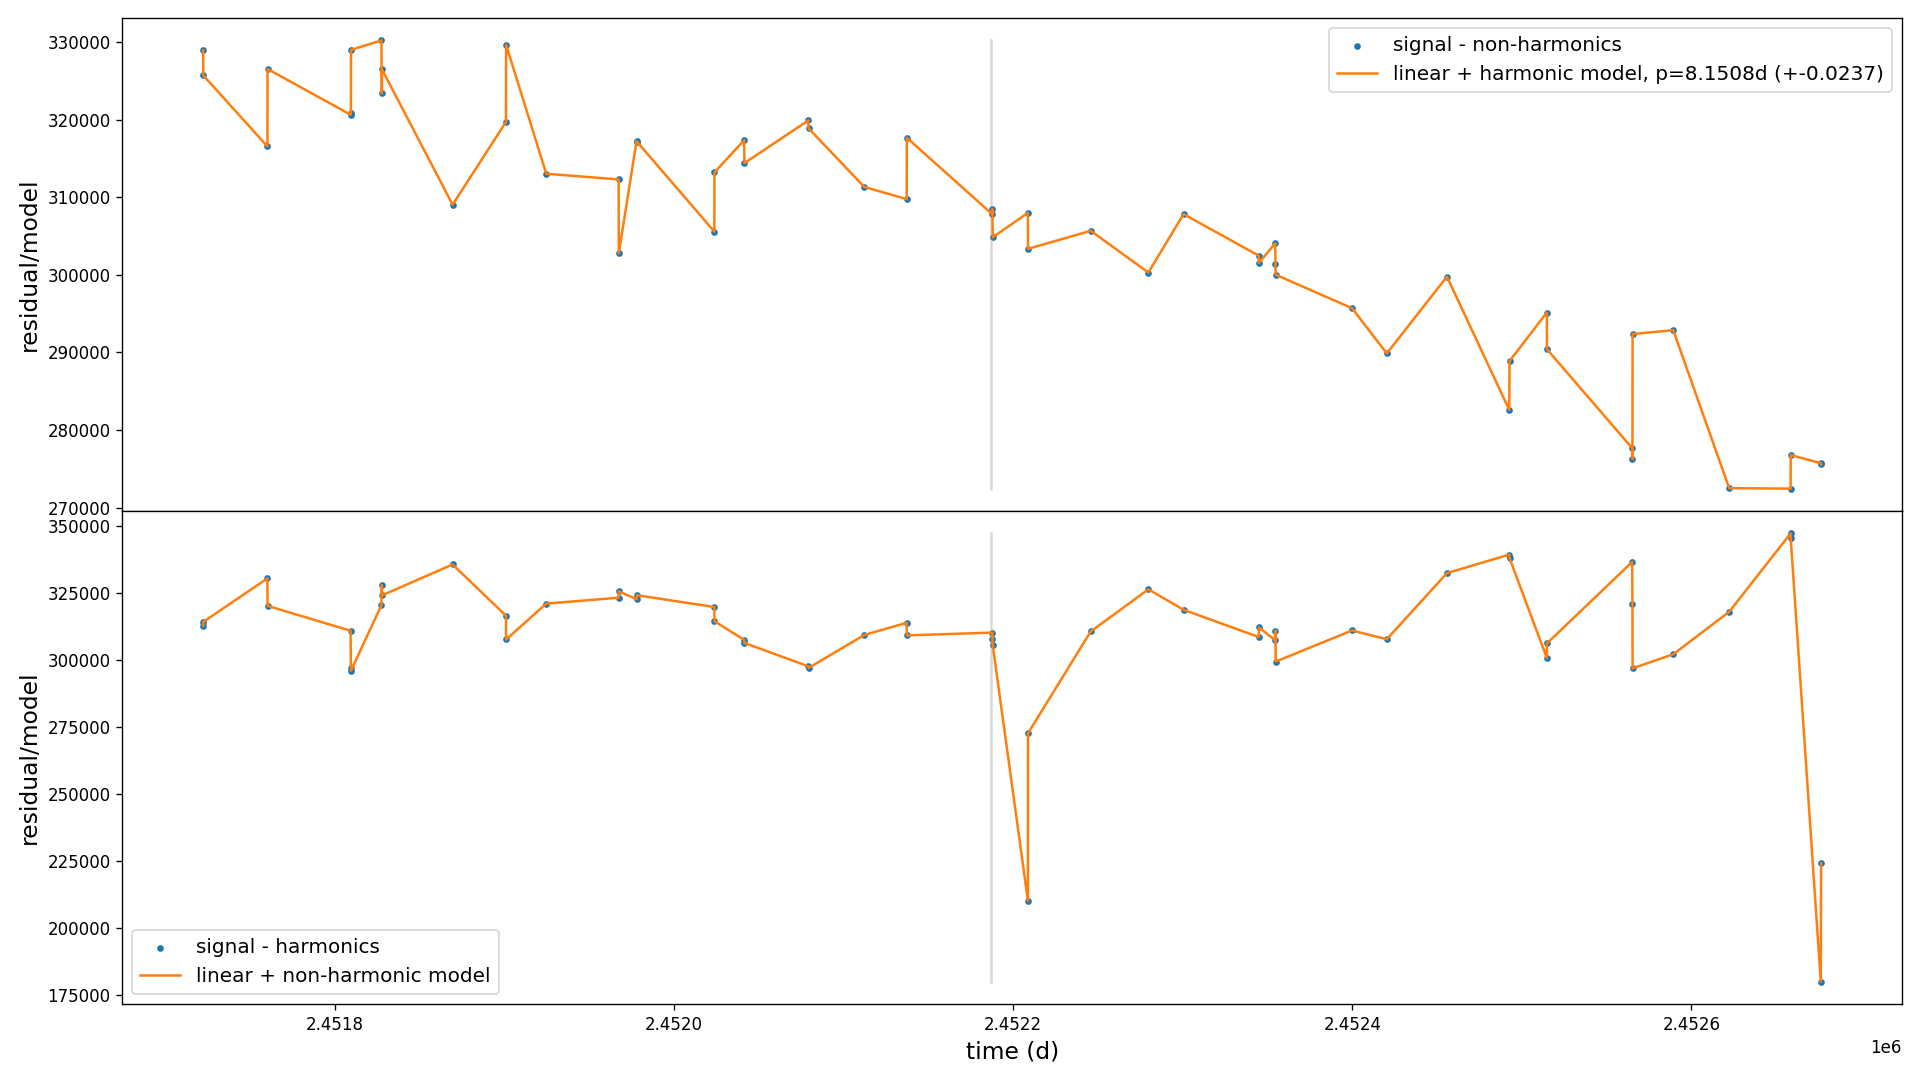 330000
320000
310000
300000
290000
280000
270000
residual/model
signal - non-harmonics
linear + harmonic model, p=8.1508d (+-0.0237)
350000
325000
300000
275000
250000
225000
200000
175000
residual/model
signal - harmonics
linear + non-harmonic model
2.4518 2.4520 2.4522 2.4524 2.4526
time (d)
1e6